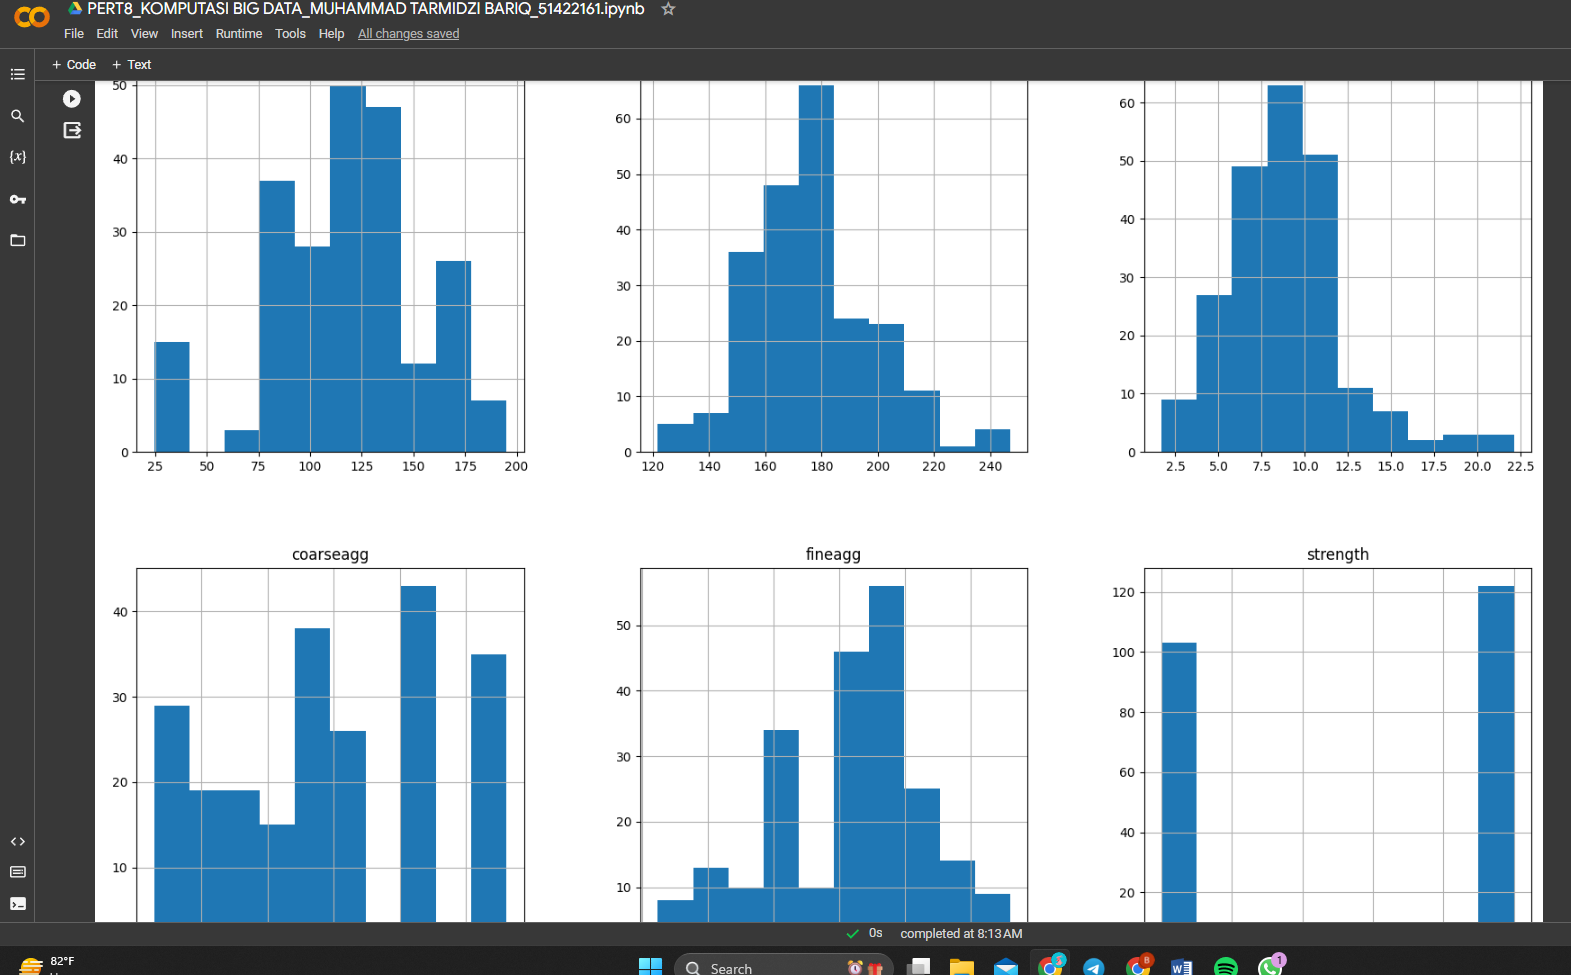 PERT8_KOMPUTASI BIG DATA_MUHAMMAD TARMIDZI BARIQ_51422161.ipynb
File Edit View Insert Runtime Tools Help All changes saved
+ Code + Text
{x}
50
40
30
20
10
0
25 50 75 100 125 150 175 200
60
50
40
30
20
10
0
120 140 160 180 200 220 240
60
50
40
30
20
10
0
2.5 5.0 7.5 10.0 12.5 15.0 17.5 20.0 22.5
coarseagg
40
30
20
10
fineagg
50
40
30
20
10
strength
120
100
80
60
40
20
0s completed at 8:13 AM
82°F
Search
B
W
1